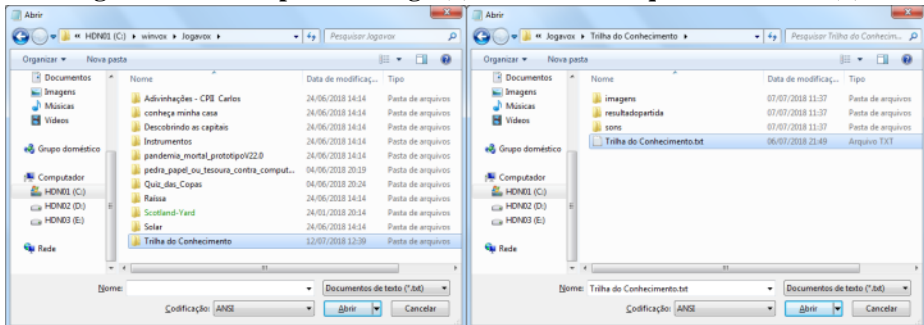 Abrir
« HDN01 (C:) ▸ winvox ▸ Jogavox ▸
Pesquisar Jogavox
Organizar ▾ Nova pasta
Documentos
Imagens
Músicas
Vídeos
Grupo doméstico
Computador
HDN01 (C:)
HDN02 (D:)
HDN03 (E:)
Rede
Nome Data de modificaç... Tipo
Adivinhações - CPII Carlos 24/06/2018 14:14 Pasta de arquivos
conheça minha casa 24/06/2018 14:14 Pasta de arquivos
Descobrindo as capitais 24/06/2018 14:14 Pasta de arquivos
Instrumentos 24/06/2018 14:14 Pasta de arquivos
pandemia_mortal_prototipoV22.0 24/06/2018 14:14 Pasta de arquivos
pedra_papel_ou_tesoura_contra_comput... 04/06/2018 20:19 Pasta de arquivos
Quiz_das_Copas 04/06/2018 20:24 Pasta de arquivos
Raissa 24/06/2018 14:14 Pasta de arquivos
Scotland-Yard 24/01/2018 20:14 Pasta de arquivos
Solar 24/06/2018 14:14 Pasta de arquivos
Trilha do Conhecimento 12/07/2018 12:39 Pasta de arquivos
Nome: Documentos de texto (*.txt)
Codificação: ANSI Abrir Cancelar
Abrir
« Jogavox ▸ Trilha do Conhecimento ▸
Pesquisar Trilha do Conhecim...
Organizar ▾ Nova pasta
Documentos
Imagens
Músicas
Vídeos
Grupo doméstico
Computador
HDN01 (C:)
HDN02 (D:)
HDN03 (E:)
Rede
Nome Data de modificaç... Tipo
imagens 07/07/2018 11:37 Pasta de arquivos
resultadopartida 07/07/2018 11:37 Pasta de arquivos
sons 07/07/2018 11:37 Pasta de arquivos
Trilha do Conhecimento.txt 06/07/2018 21:49 Arquivo TXT
Nome: Trilha do Conhecimento.txt Documentos de texto (*.txt)
Codificação: ANSI Abrir Cancelar